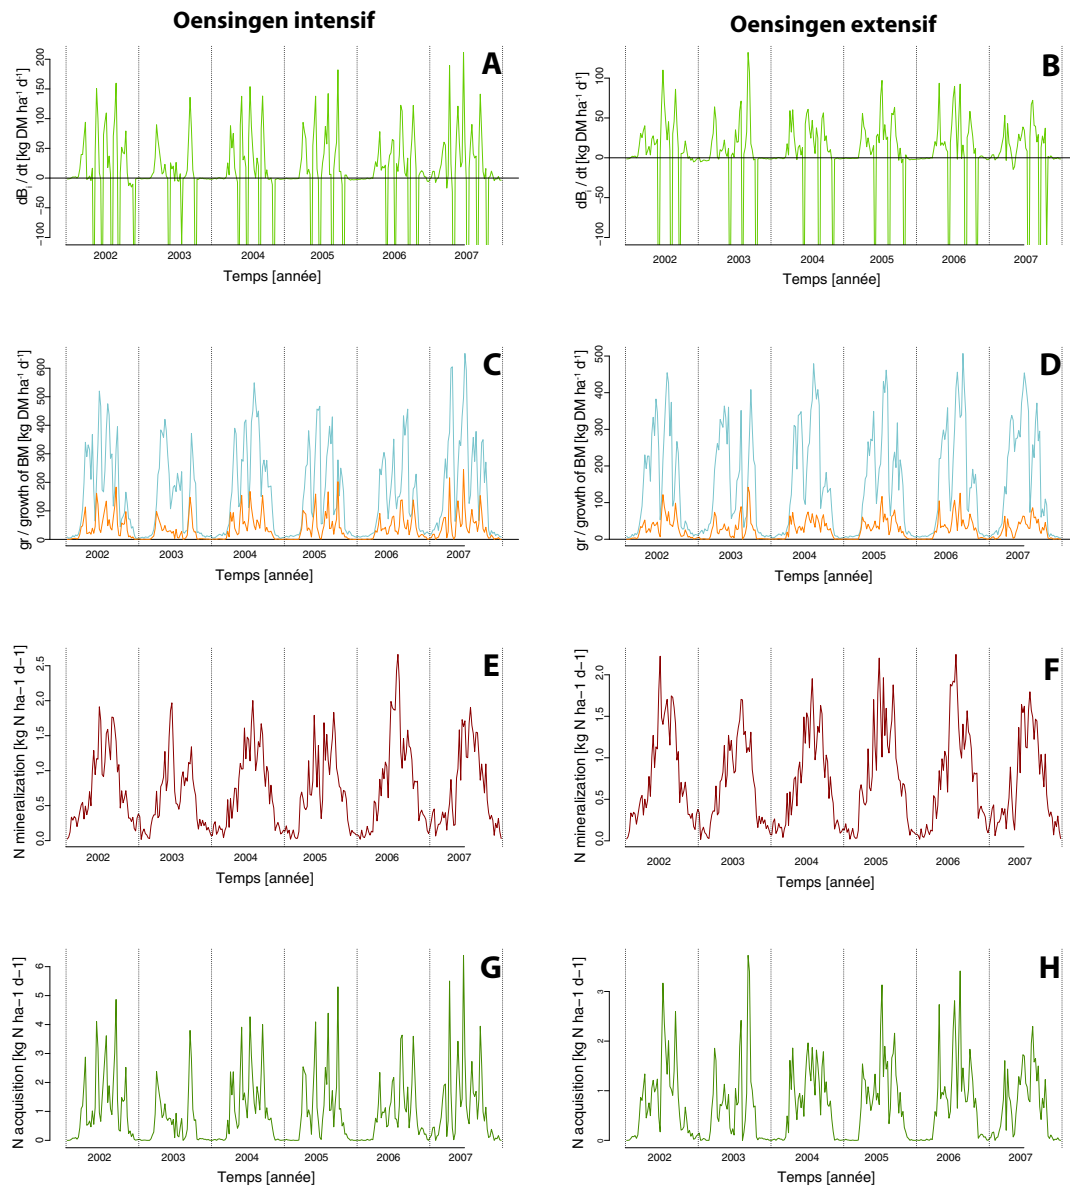 Oensingen intensif
Oensingen extensif
A
dBi / dt [kg DM ha⁻¹ d⁻¹]
−100 −50 0 50 100 150 200
2002 2003 2004 2005 2006 2007
Temps [année]
B
dBi / dt [kg DM ha⁻¹ d⁻¹]
−100 −50 0 50 100
2002 2003 2004 2005 2006 2007
Temps [année]
C
gr / growth of BM [kg DM ha⁻¹ d⁻¹]
0 100 200 300 400 500 600
2002 2003 2004 2005 2006 2007
Temps [année]
D
gr / growth of BM [kg DM ha⁻¹ d⁻¹]
0 100 200 300 400 500
2002 2003 2004 2005 2006 2007
Temps [année]
E
N mineralization [kg N ha−1 d−1]
0.0 0.5 1.0 1.5 2.0 2.5
2002 2003 2004 2005 2006 2007
Temps [année]
F
N mineralization [kg N ha−1 d−1]
0.0 0.5 1.0 1.5 2.0
2002 2003 2004 2005 2006 2007
Temps [année]
G
N acquisition [kg N ha−1 d−1]
0 1 2 3 4 5 6
2002 2003 2004 2005 2006 2007
Temps [année]
H
N acquisition [kg N ha−1 d−1]
0 1 2 3
2002 2003 2004 2005 2006 2007
Temps [année]